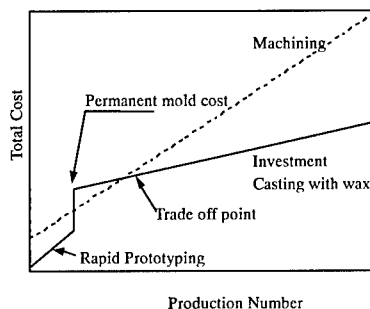 Machining
Permanent mold cost
Total Cost
Investment
Casting with wax
Trade off point
Rapid Prototyping
Production Number